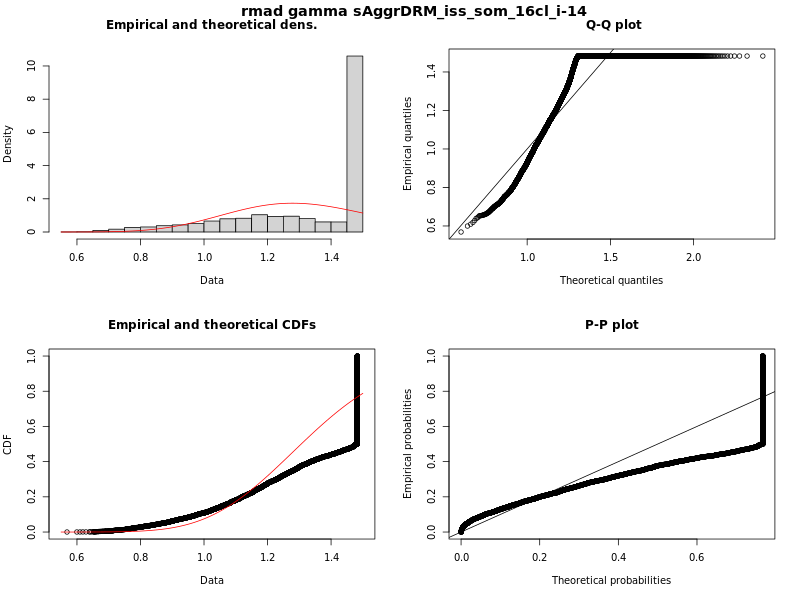 rmad gamma sAggrDRM_iss_som_16cl_i-14
Empirical and theoretical dens.
Density
0 2 4 6 8 10
0.6 0.8 1.0 1.2 1.4
Data
Q-Q plot
Empirical quantiles
0.6 0.8 1.0 1.2 1.4
1.0 1.5 2.0
Theoretical quantiles
Empirical and theoretical CDFs
CDF
0.0 0.2 0.4 0.6 0.8 1.0
0.6 0.8 1.0 1.2 1.4
Data
P-P plot
Empirical probabilities
0.0 0.2 0.4 0.6 0.8 1.0
0.0 0.2 0.4 0.6
Theoretical probabilities